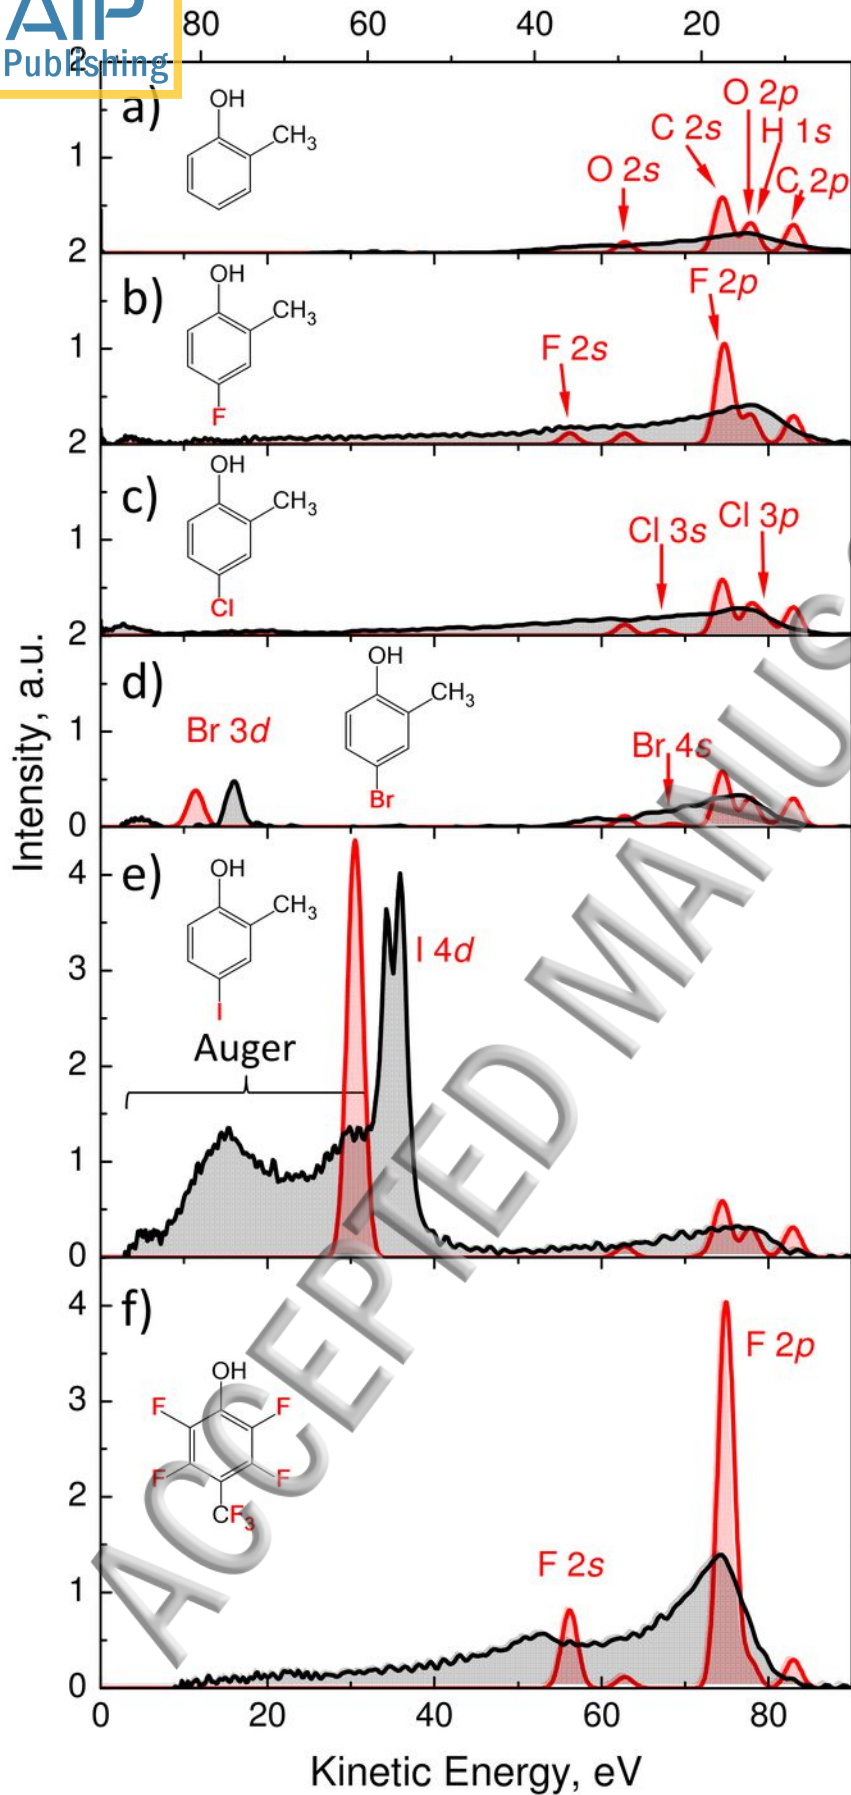 AIP
Publishing
80 60 40 20
2
a)
OH
CH₃
O 2p
C 2s H 1s
O 2s C 2p
1
2
b)
OH
CH₃
F
F 2p
F 2s
1
2
c)
OH
CH₃
Cl
Cl 3s Cl 3p
1
2
d)
OH
CH₃
Br
Br 3d
Br 4s
1
0
Intensity, a.u.
e)
OH
CH₃
I
I 4d
Auger
4
3
2
1
0
f)
OH
F F
F F
CF₃
F 2p
F 2s
4
3
2
1
0
0 20 40 60 80
Kinetic Energy, eV